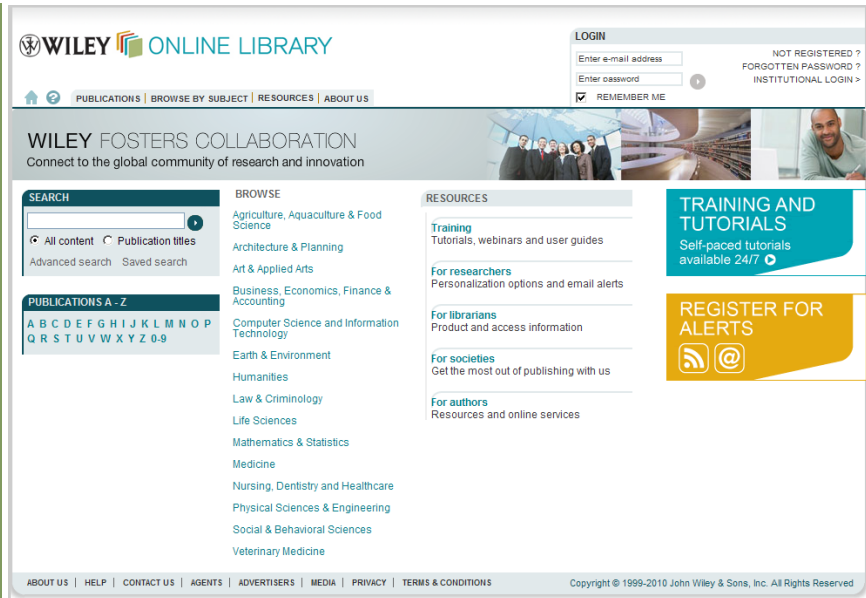 WILEY ONLINE LIBRARY
LOGIN
Enter e-mail address
Enter password
REMEMBER ME
NOT REGISTERED ?
FORGOTTEN PASSWORD ?
INSTITUTIONAL LOGIN >
PUBLICATIONS | BROWSE BY SUBJECT | RESOURCES | ABOUT US
WILEY FOSTERS COLLABORATION
Connect to the global community of research and innovation
SEARCH
All content Publication titles
Advanced search Saved search
PUBLICATIONS A - Z
A B C D E F G H I J K L M N O P
Q R S T U V W X Y Z 0-9
BROWSE
Agriculture, Aquaculture & Food
Science
Architecture & Planning
Art & Applied Arts
Business, Economics, Finance &
Accounting
Computer Science and Information
Technology
Earth & Environment
Humanities
Law & Criminology
Life Sciences
Mathematics & Statistics
Medicine
Nursing, Dentistry and Healthcare
Physical Sciences & Engineering
Social & Behavioral Sciences
Veterinary Medicine
RESOURCES
Training
Tutorials, webinars and user guides
For researchers
Personalization options and email alerts
For librarians
Product and access information
For societies
Get the most out of publishing with us
For authors
Resources and online services
TRAINING AND
TUTORIALS
Self-paced tutorials
available 24/7
REGISTER FOR
ALERTS
@
ABOUT US | HELP | CONTACT US | AGENTS | ADVERTISERS | MEDIA | PRIVACY | TERMS & CONDITIONS
Copyright © 1999-2010 John Wiley & Sons, Inc. All Rights Reserved